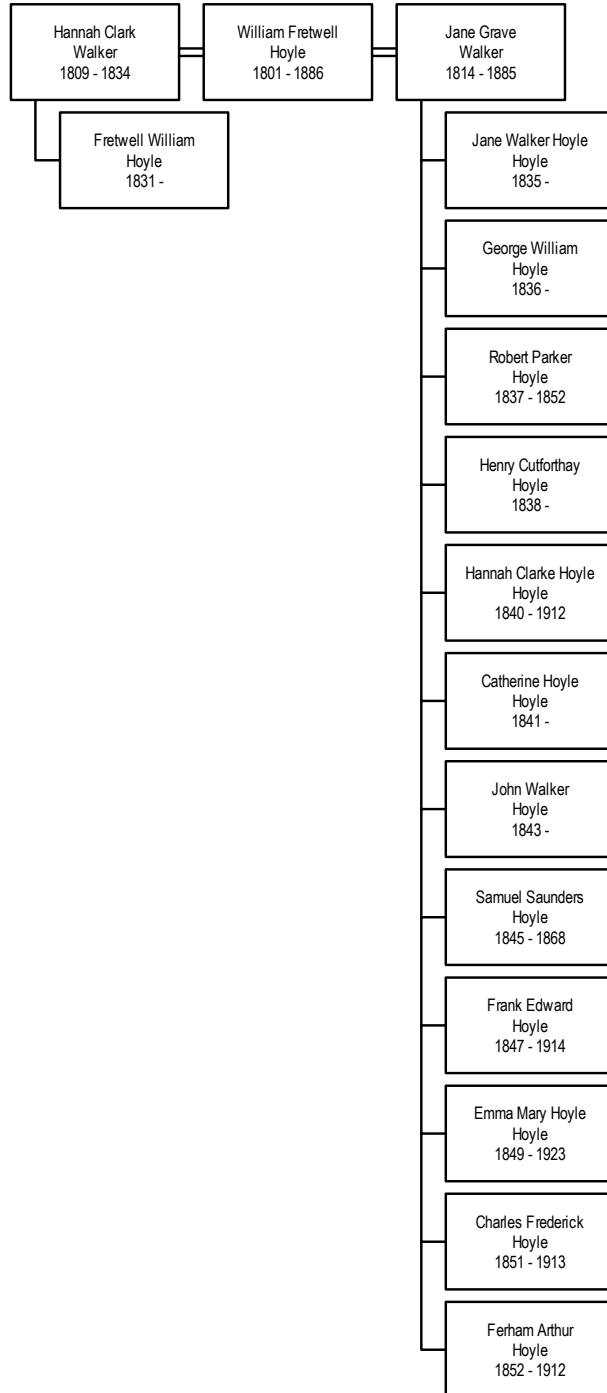 Hannah Clark
Walker
1809 - 1834
William Fretwell
Hoyle
1801 - 1886
Jane Grave
Walker
1814 - 1885
Fretwell William
Hoyle
1831 -
Jane Walker Hoyle
Hoyle
1835 -
George William
Hoyle
1836 -
Robert Parker
Hoyle
1837 - 1852
Henry Cutforthay
Hoyle
1838 -
Hannah Clarke Hoyle
Hoyle
1840 - 1912
Catherine Hoyle
Hoyle
1841 -
John Walker
Hoyle
1843 -
Samuel Saunders
Hoyle
1845 - 1868
Frank Edward
Hoyle
1847 - 1914
Emma Mary Hoyle
Hoyle
1849 - 1923
Charles Frederick
Hoyle
1851 - 1913
Ferham Arthur
Hoyle
1852 - 1912